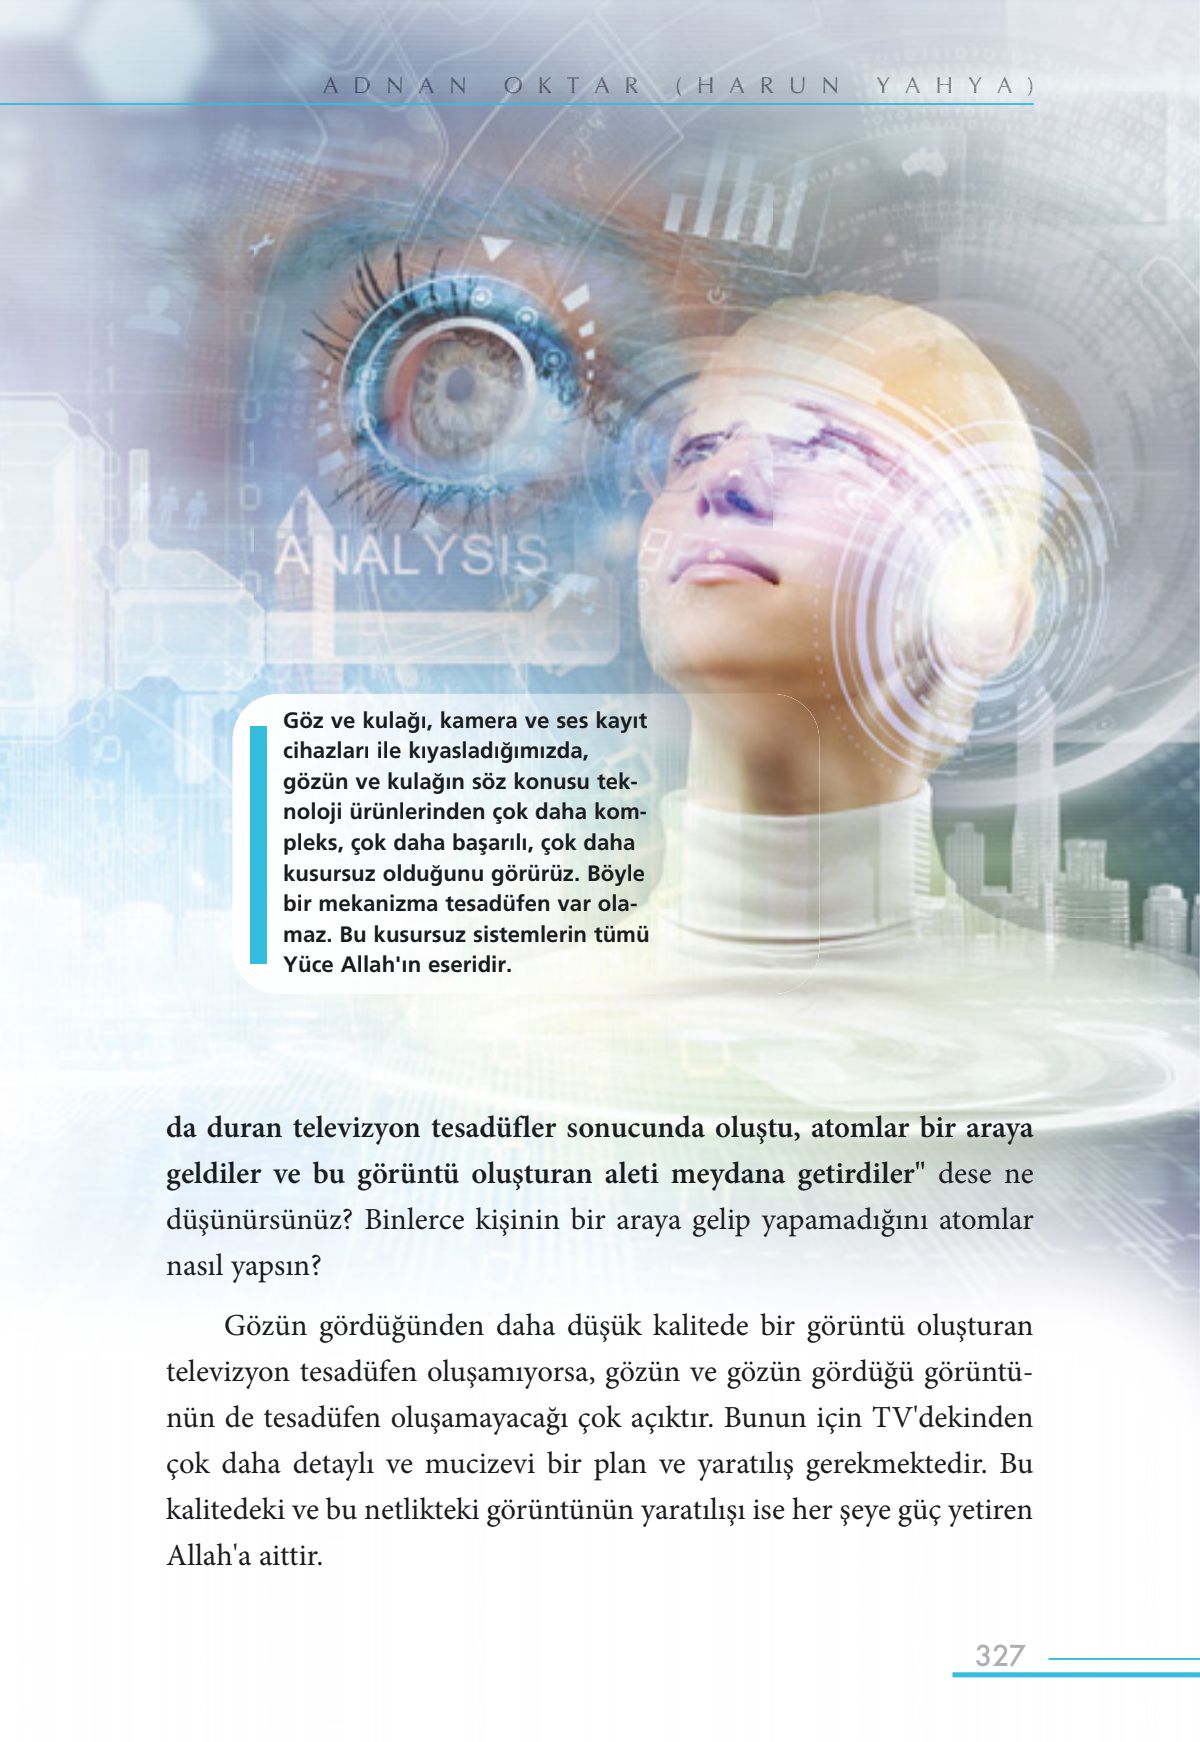 ADNAN OKTAR (HARUN YAHYA)
ANALYSIS
Göz ve kulağı, kamera ve ses kayıt
cihazları ile kıyasladığımızda,
gözün ve kulağın söz konusu tek-
noloji ürünlerinden çok daha kom-
pleks, çok daha başarılı, çok daha
kusursuz olduğunu görürüz. Böyle
bir mekanizma tesadüfen var ola-
maz. Bu kusursuz sistemlerin tümü
Yüce Allah'ın eseridir.
da duran televizyon tesadüfler sonucunda oluştu, atomlar bir araya
geldiler ve bu görüntü oluşturan aleti meydana getirdiler" dese ne
düşünürsünüz? Binlerce kişinin bir araya gelip yapamadığını atomlar
nasıl yapsın?
Gözün gördüğünden daha düşük kalitede bir görüntü oluşturan
televizyon tesadüfen oluşamıyorsa, gözün ve gözün gördüğü görüntü-
nün de tesadüfen oluşamayacağı çok açıktır. Bunun için TV'dekinden
çok daha detaylı ve mucizevi bir plan ve yaratılış gerekmektedir. Bu
kalitedeki ve bu netlikteki görüntünün yaratılışı ise her şeye güç yetiren
Allah'a aittir.
327